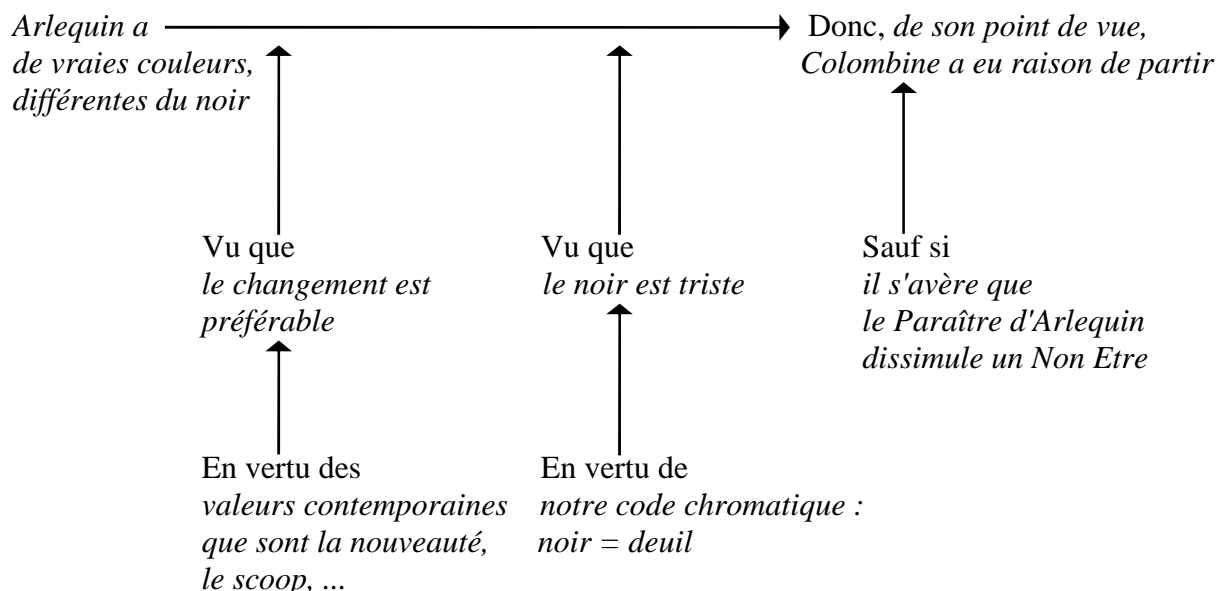 Arlequin a
de vraies couleurs,
différentes du noir
Donc, de son point de vue,
Colombine a eu raison de partir
Vu que
le changement est
préférable
Vu que
le noir est triste
Sauf si
il s'avère que
le Paraître d'Arlequin
dissimule un Non Etre
En vertu des
valeurs contemporaines
que sont la nouveauté,
le scoop, ...
En vertu de
notre code chromatique :
noir = deuil